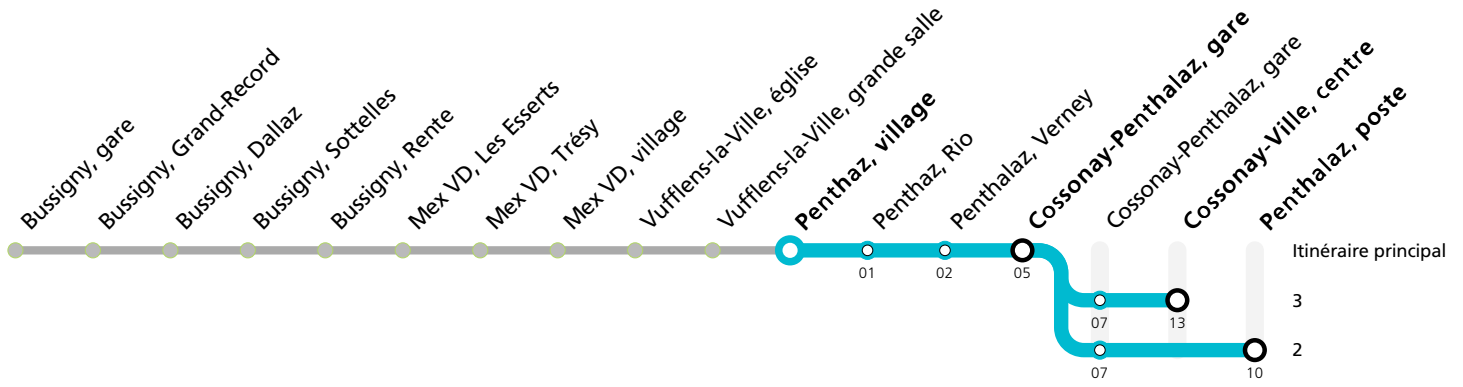 Bussigny, gare
Bussigny, Grand-Record
Bussigny, Dallaz
Bussigny, Sottelles
Bussigny, Rente
Mex VD, Les Esserts
Mex VD, Trésy
Mex VD, village
Vufflens-la-Ville, église
Vufflens-la-Ville, grande salle
Penthaz, village
Penthaz, Rio
Penthalaz, Verney
Cossonay-Penthalaz, gare
Cossonay-Penthalaz, gare
Cossonay-Ville, centre
Penthalaz, poste
Itinéraire principal
01 02 05
3
07 13
2
07 10